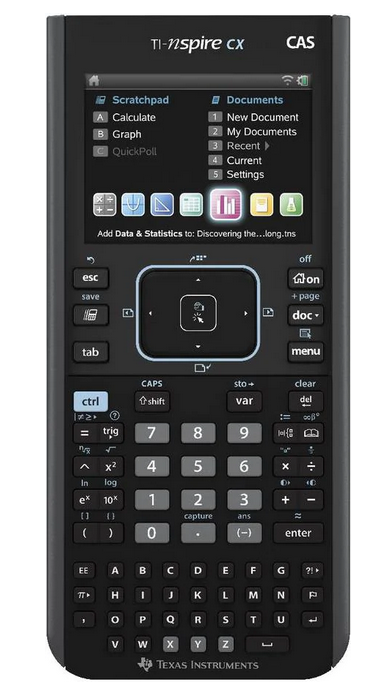 TI-nspire CX CAS
Scratchpad
A Calculate
B Graph
C QuickPoll
Documents
1 New Document
2 My Documents
3 Recent
4 Current
5 Settings
Add Data & Statistics to: Discovering the...long.tns
off
esc on
save + page
doc
tab menu
CAPS sto→ clear
ctrl shift var del
= trig 7 8 9
n√x √
^ x² 4 5 6 × ÷
ln log
eˣ 10ˣ 1 2 3 + −
[ ] { } capture ans ≈
( ) 0 . (−) enter
EE A B C D E F G ?!
π H I J K L M N
, O P Q R S T U
V W X Y Z
TEXAS INSTRUMENTS